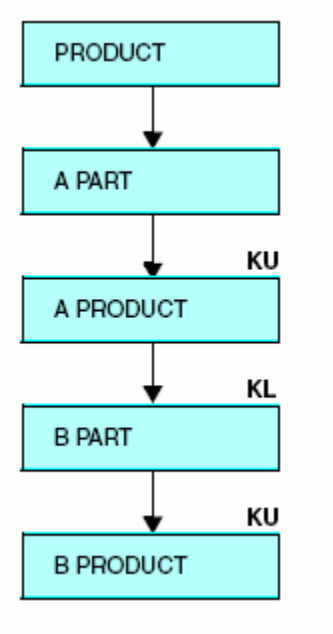 PRODUCT
A PART
KU
A PRODUCT
KL
B PART
KU
B PRODUCT